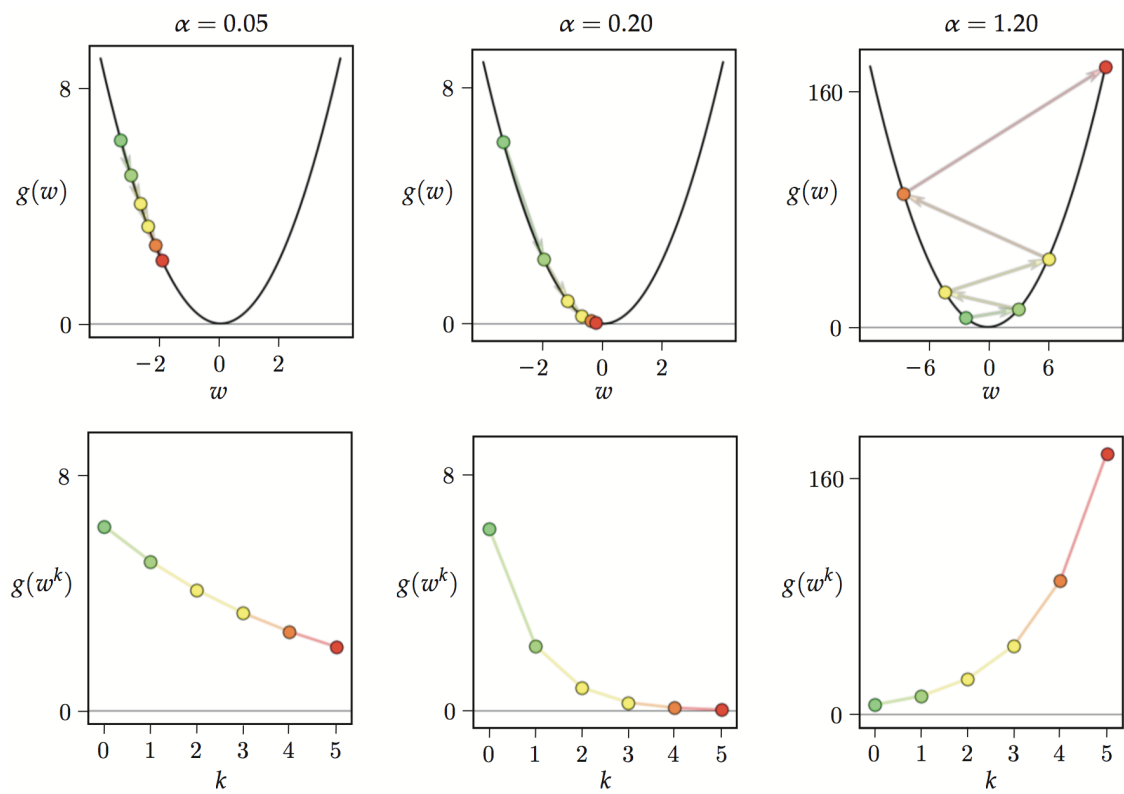 α = 0.05
α = 0.20
α = 1.20
8
g(w)
0
−2 0 2
w
8
g(w)
0
−2 0 2
w
160
g(w)
0
−6 0 6
w
8
g(w^k)
0
0 1 2 3 4 5
k
8
g(w^k)
0
0 1 2 3 4 5
k
160
g(w^k)
0
0 1 2 3 4 5
k